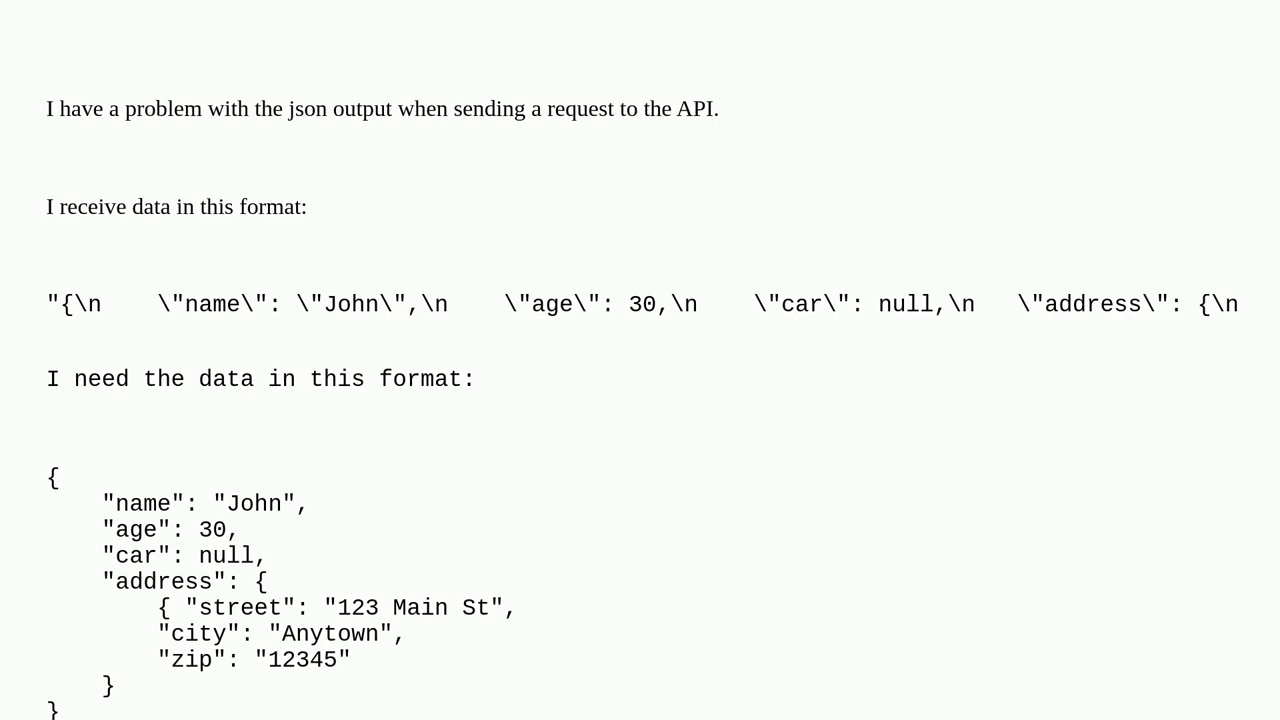 I have a problem with the json output when sending a request to the API.
I receive data in this format:
"{\n    \"name\": \"John\",\n    \"age\": 30,\n    \"car\": null,\n   \"address\": {\n
I need the data in this format:
{
    "name": "John",
    "age": 30,
    "car": null,
    "address": {
        { "street": "123 Main St",
        "city": "Anytown",
        "zip": "12345"
    }
}